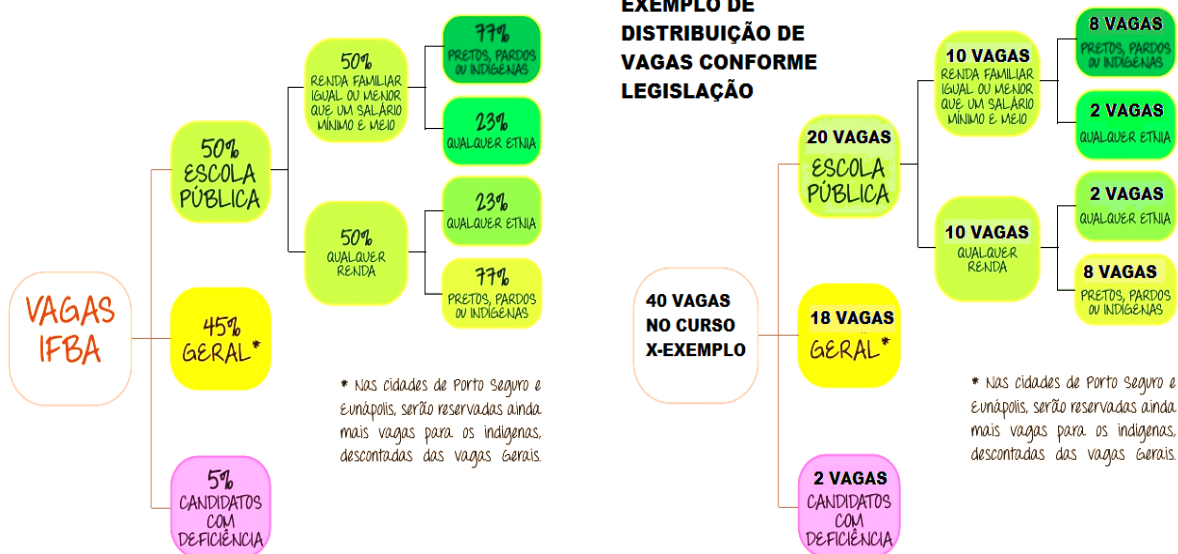 77%
PRETOS, PARDOS
OU INDÍGENAS
50%
RENDA FAMILIAR
IGUAL OU MENOR
QUE UM SALÁRIO
MÍNIMO E MEIO
23%
QUALQUER ETNIA
50%
ESCOLA
PÚBLICA
23%
QUALQUER ETNIA
50%
QUALQUER
RENDA
77%
PRETOS, PARDOS
OU INDÍGENAS
VAGAS
IFBA
45%
GERAL*
* Nas cidades de Porto Seguro e
Eunápolis, serão reservadas ainda
mais vagas para os indígenas,
descontadas das vagas Gerais.
5%
CANDIDATOS
COM
DEFICIÊNCIA
EXEMPLO DE
DISTRIBUIÇÃO DE
VAGAS CONFORME
LEGISLAÇÃO
8 VAGAS
PRETOS, PARDOS
OU INDÍGENAS
10 VAGAS
RENDA FAMILIAR
IGUAL OU MENOR
QUE UM SALÁRIO
MÍNIMO E MEIO
2 VAGAS
QUALQUER ETNIA
20 VAGAS
ESCOLA
PÚBLICA
2 VAGAS
QUALQUER ETNIA
10 VAGAS
QUALQUER
RENDA
8 VAGAS
PRETOS, PARDOS
OU INDÍGENAS
40 VAGAS
NO CURSO
X-EXEMPLO
18 VAGAS
GERAL*
* Nas cidades de Porto Seguro e
Eunápolis, serão reservadas ainda
mais vagas para os indígenas,
descontadas das vagas Gerais.
2 VAGAS
CANDIDATOS
COM
DEFICIÊNCIA